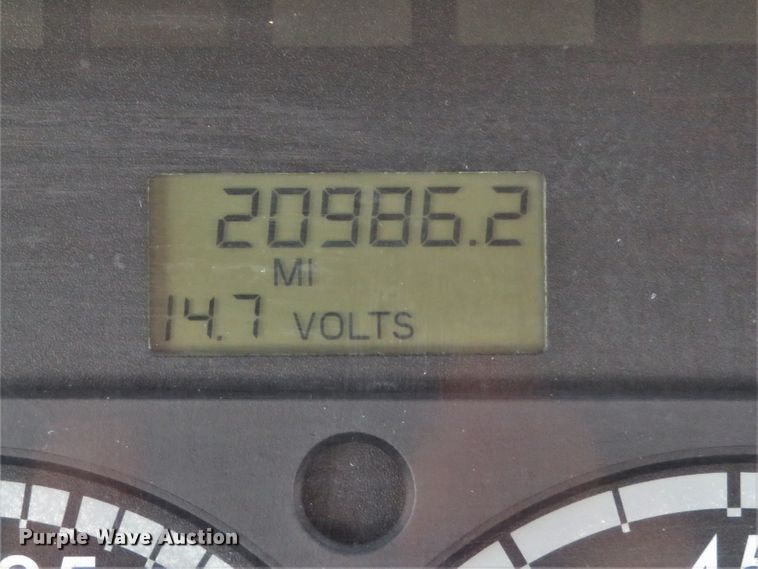 20986.2
MI
14.7 VOLTS
Purple Wave Auction